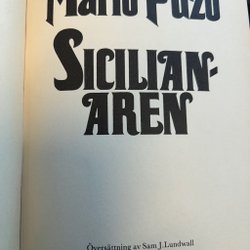 Mario Puzo
SICILIAN-
AREN
Översättning av Sam J. Lundwall